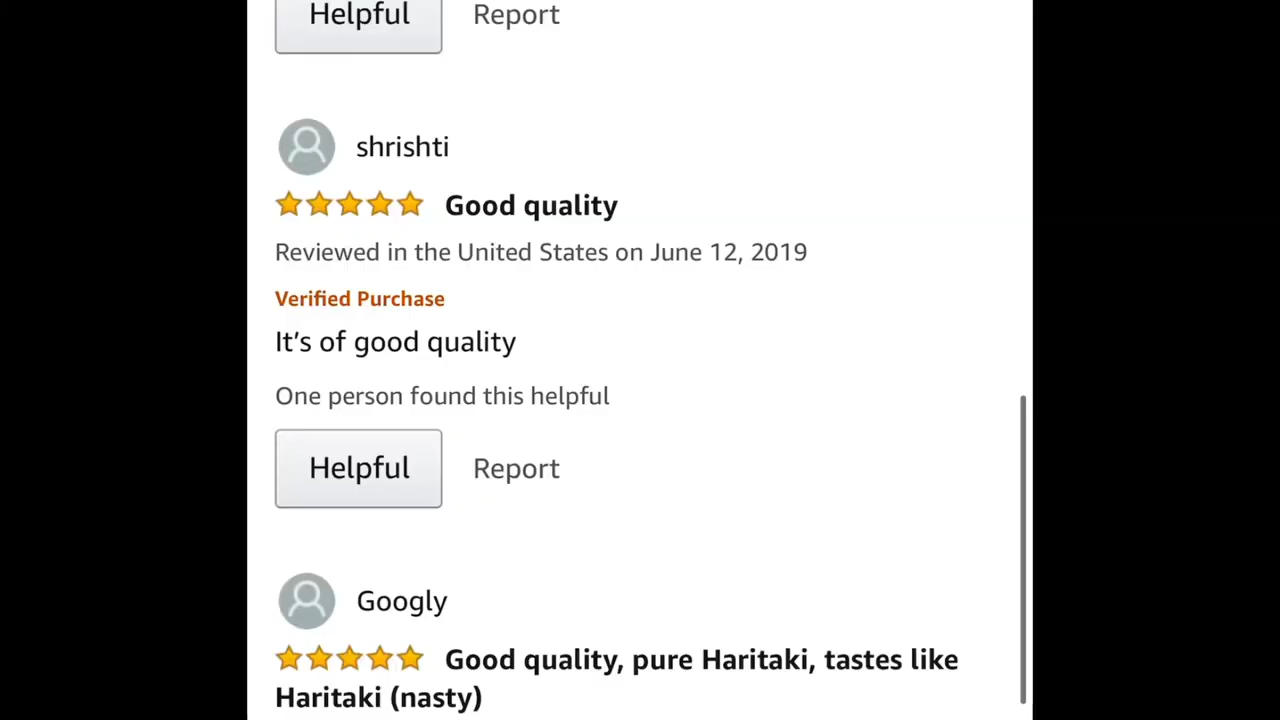 Helpful Report
shrishti
Good quality
Reviewed in the United States on June 12, 2019
Verified Purchase
It's of good quality
One person found this helpful
Helpful Report
Googly
Good quality, pure Haritaki, tastes like
Haritaki (nasty)